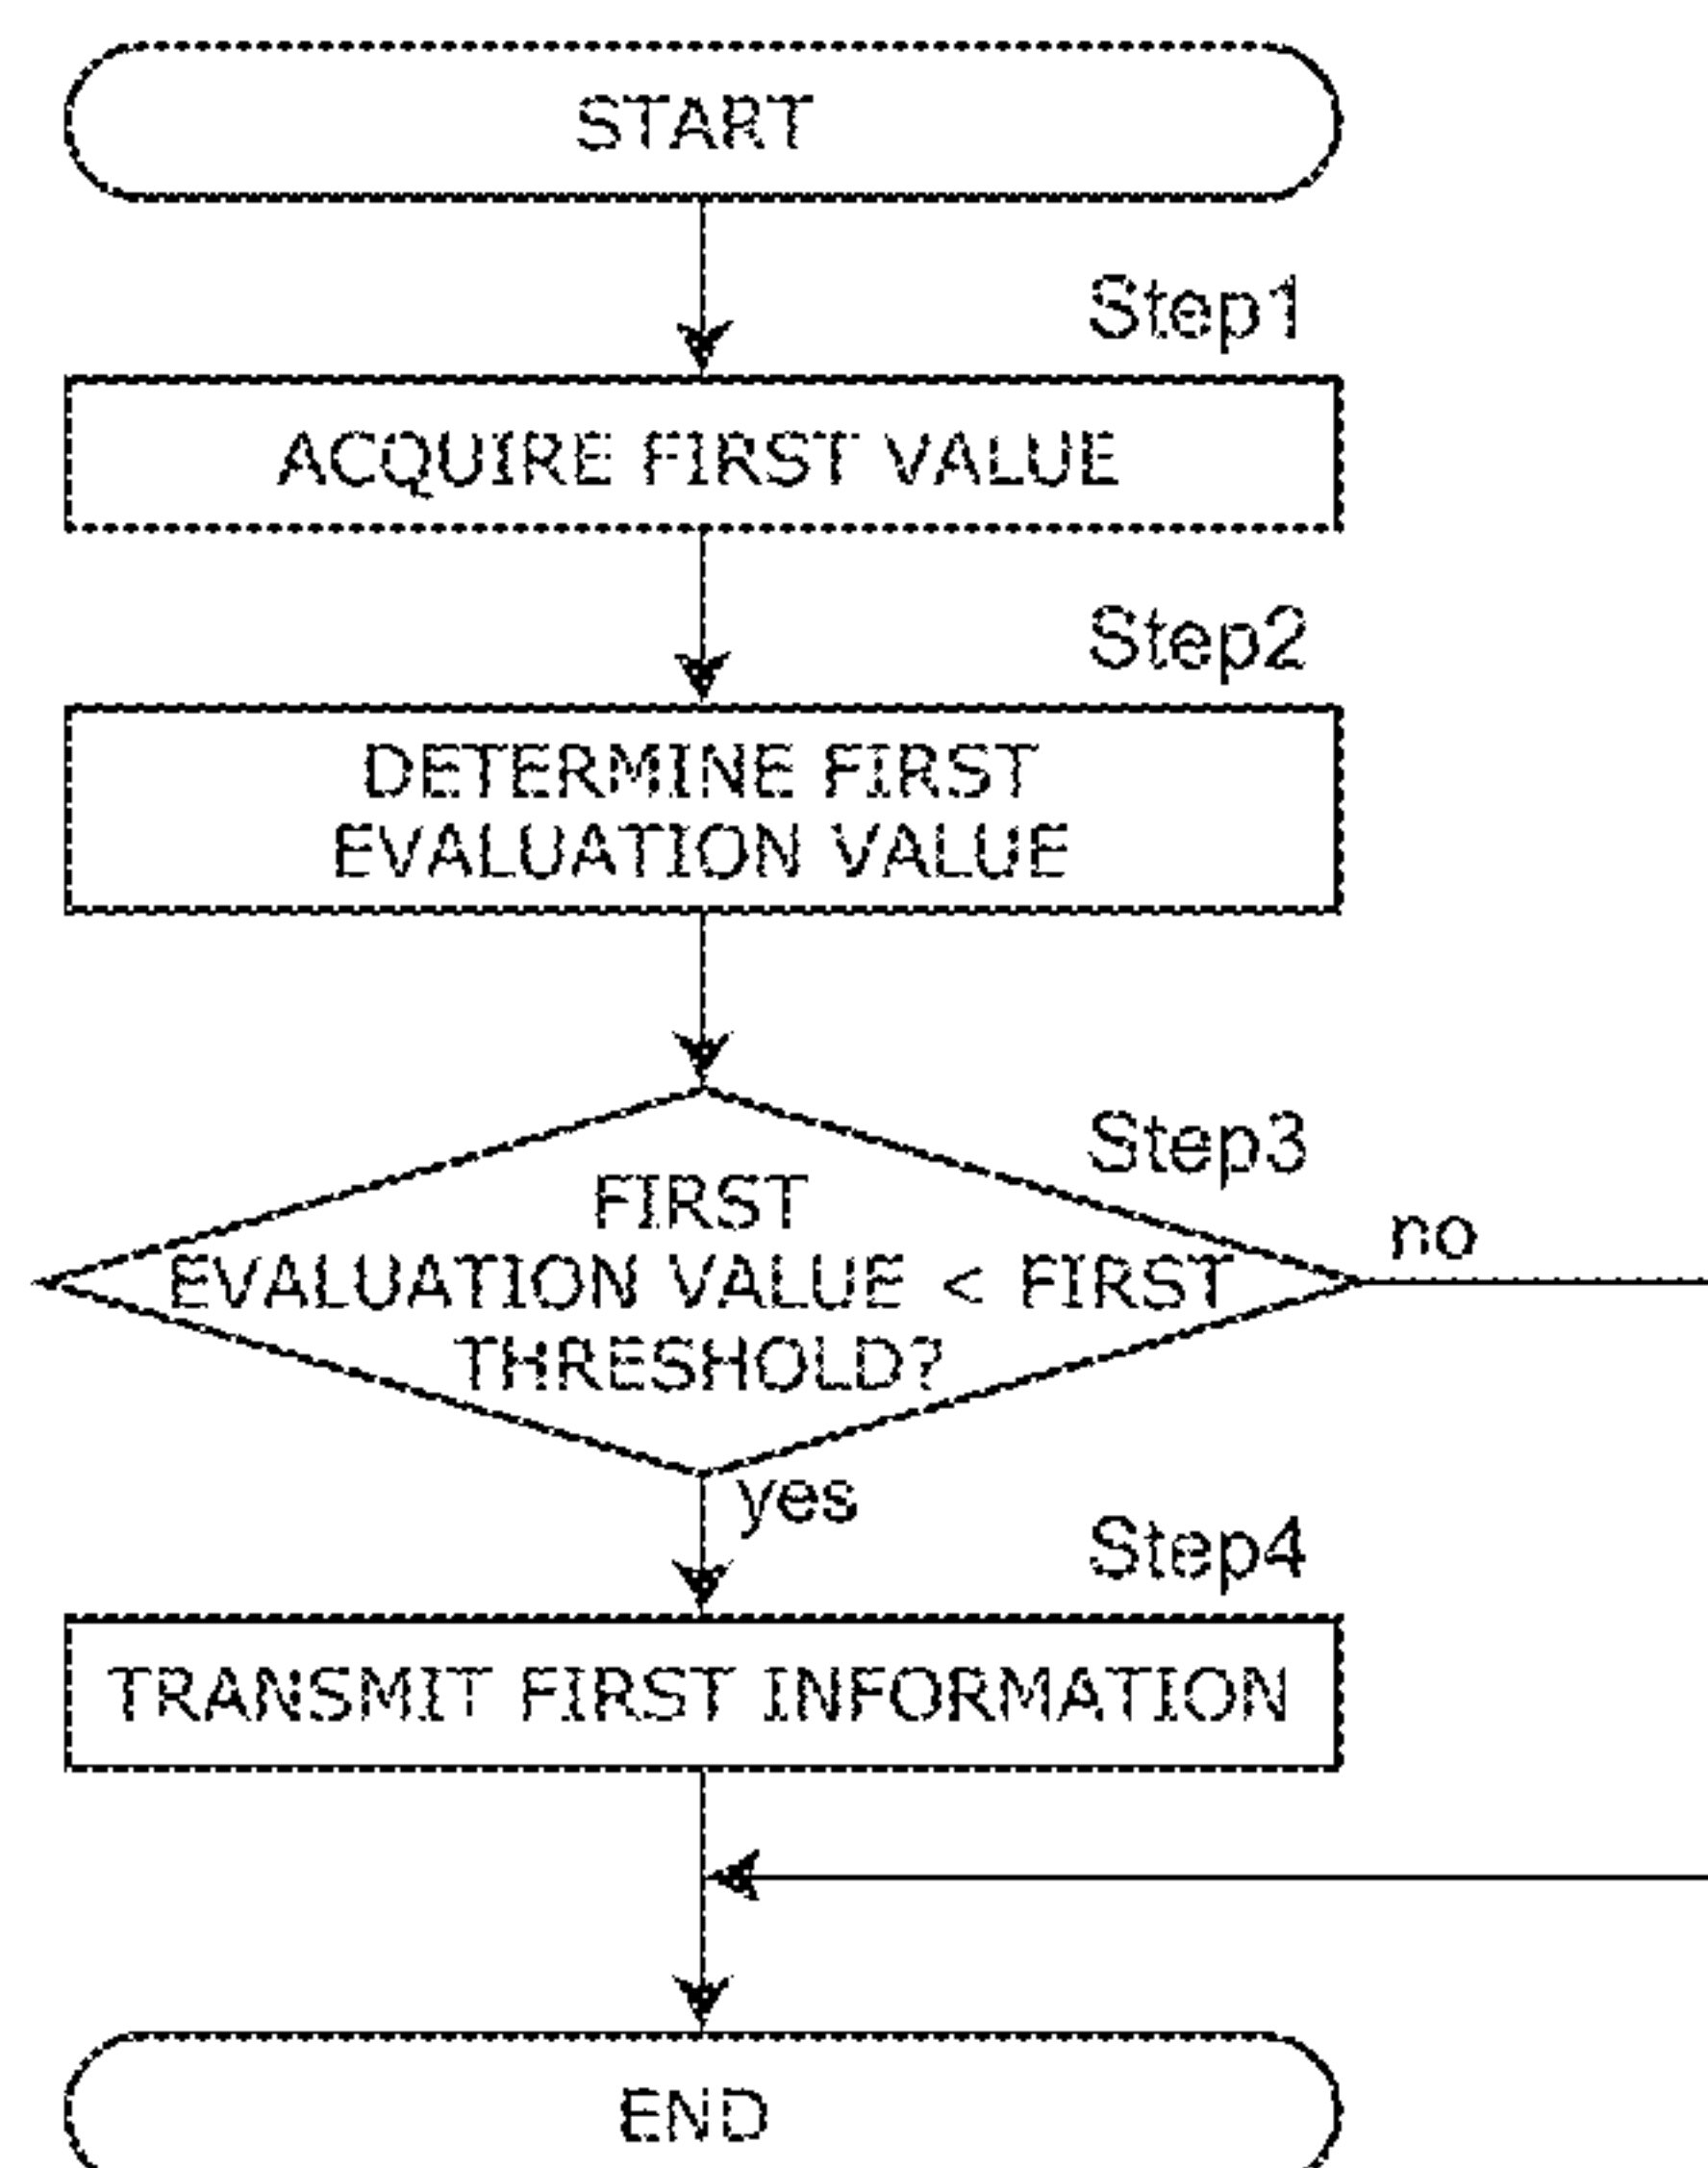 START
Step1
ACQUIRE FIRST VALUE
Step2
DETERMINE FIRST
EVALUATION VALUE
Step3
FIRST
no
EVALUATION VALUE < FIRST
THRESHOLD?
yes
Step4
TRANSMIT FIRST INFORMATION
END